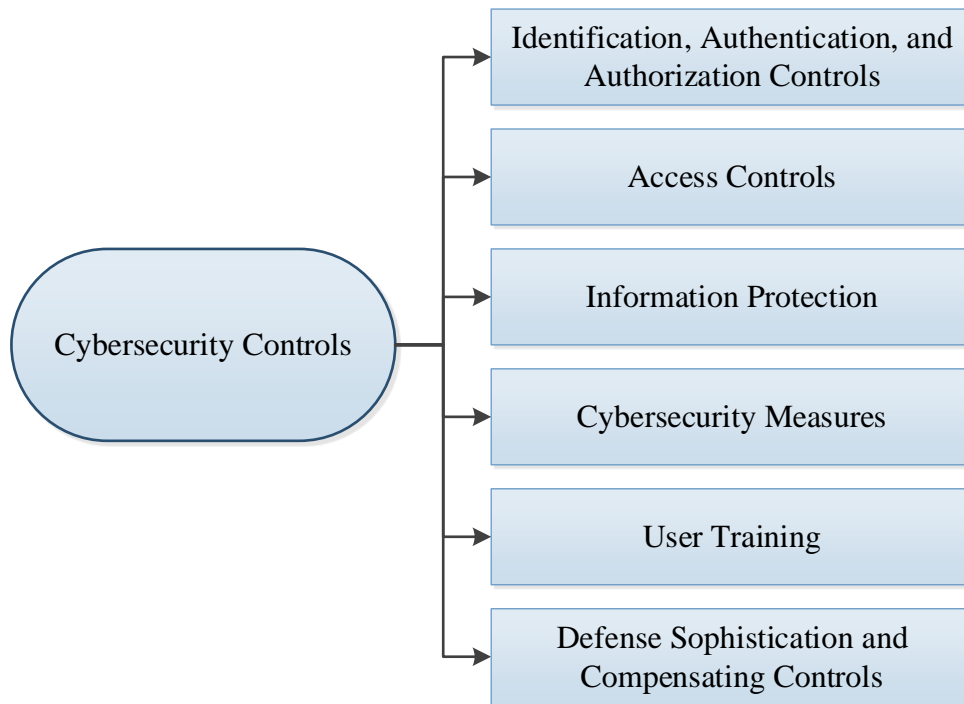 Identification, Authentication, and
Authorization Controls
Access Controls
Information Protection
Cybersecurity Controls
Cybersecurity Measures
User Training
Defense Sophistication and
Compensating Controls